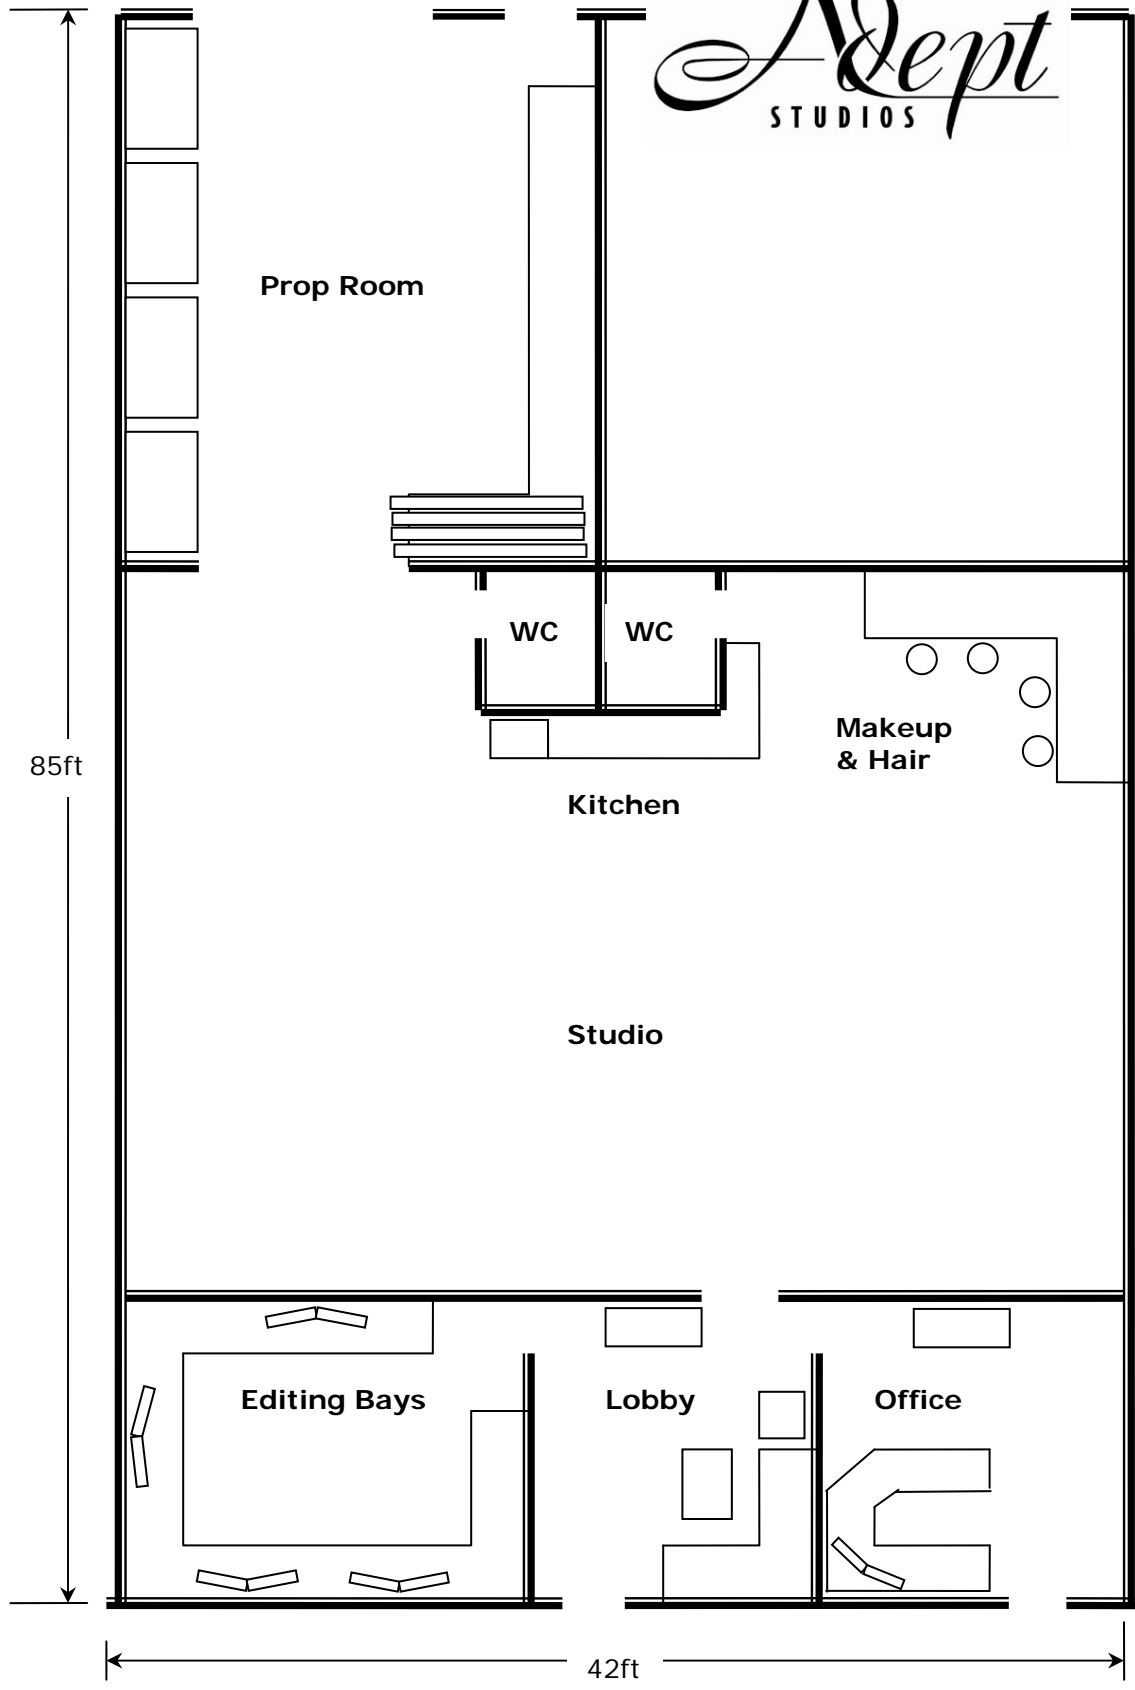 Adept
STUDIOS
Prop Room
WC
WC
Makeup
& Hair
85ft
Kitchen
Studio
Editing Bays
Lobby
Office
42ft